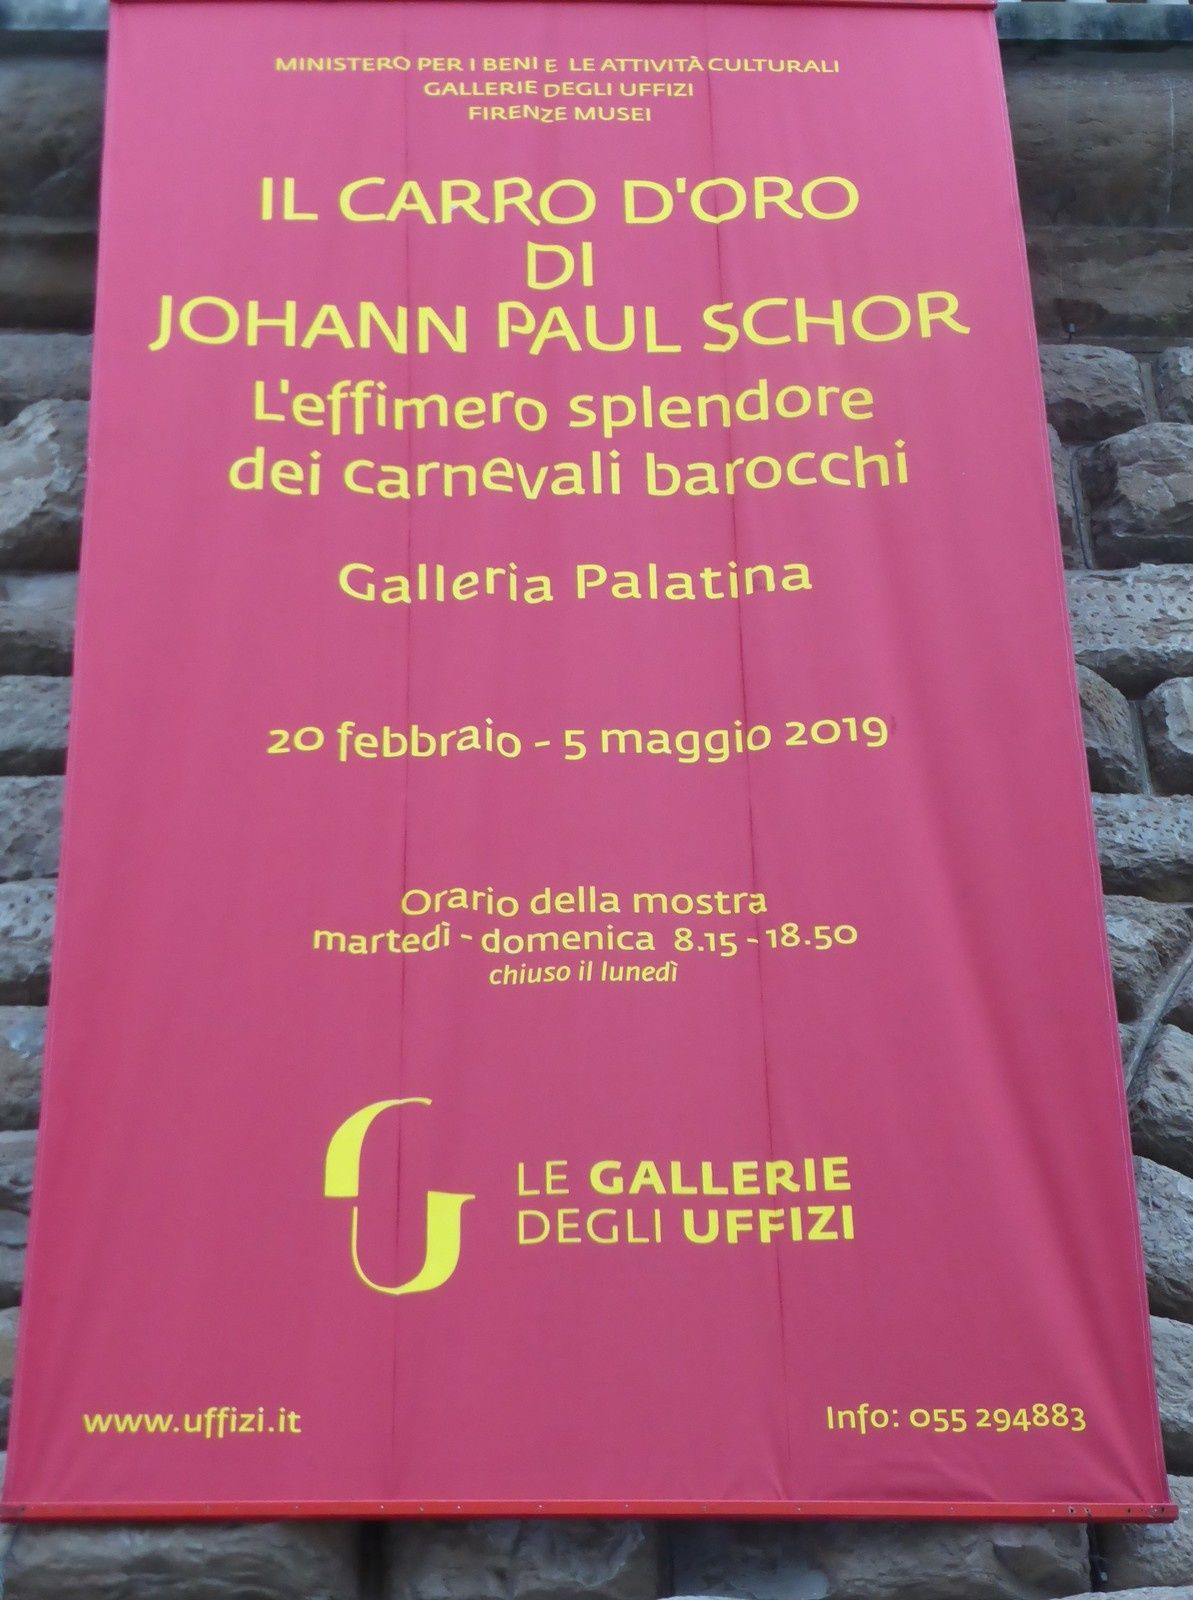 MINISTERO PER I BENI E LE ATTIVITÀ CULTURALI
GALLERIE DEGLI UFFIZI
FIRENZE MUSEI
IL CARRO D'ORO
DI
JOHANN PAUL SCHOR
L'effimero splendore
dei carnevali barocchi
Galleria Palatina
20 febbraio - 5 maggio 2019
Orario della mostra
martedì - domenica 8.15 - 18.50
chiuso il lunedì
LE GALLERIE
DEGLI UFFIZI
www.uffizi.it
Info: 055 294883